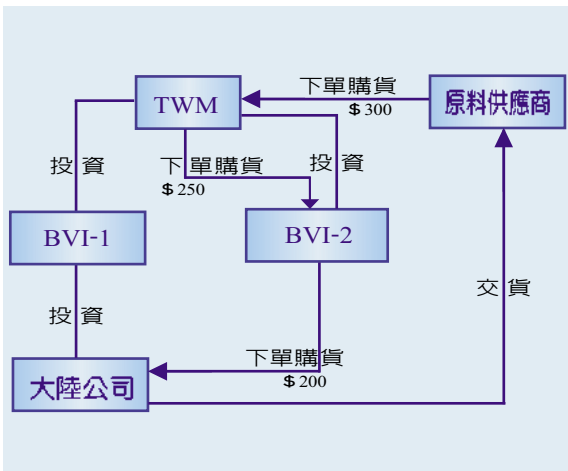 下單購貨
TWM
原料供應商
$300
投資
下單購貨
投資
$250
BVI-1
BVI-2
交貨
投資
下單購貨
大陸公司
$200